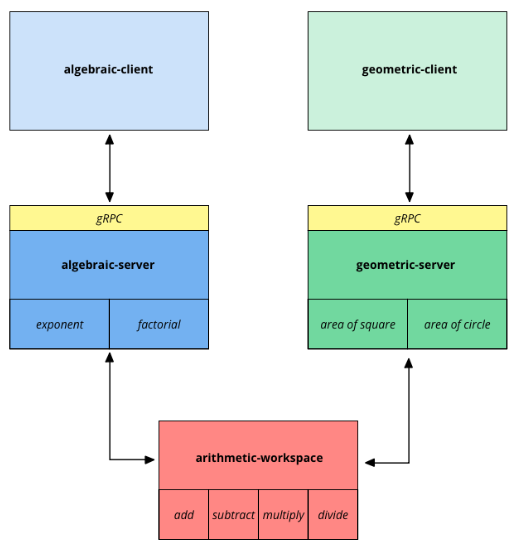 algebraic-client
geometric-client
gRPC
gRPC
algebraic-server
geometric-server
exponent
factorial
area of square
area of circle
arithmetic-workspace
add
subtract
multiply
divide